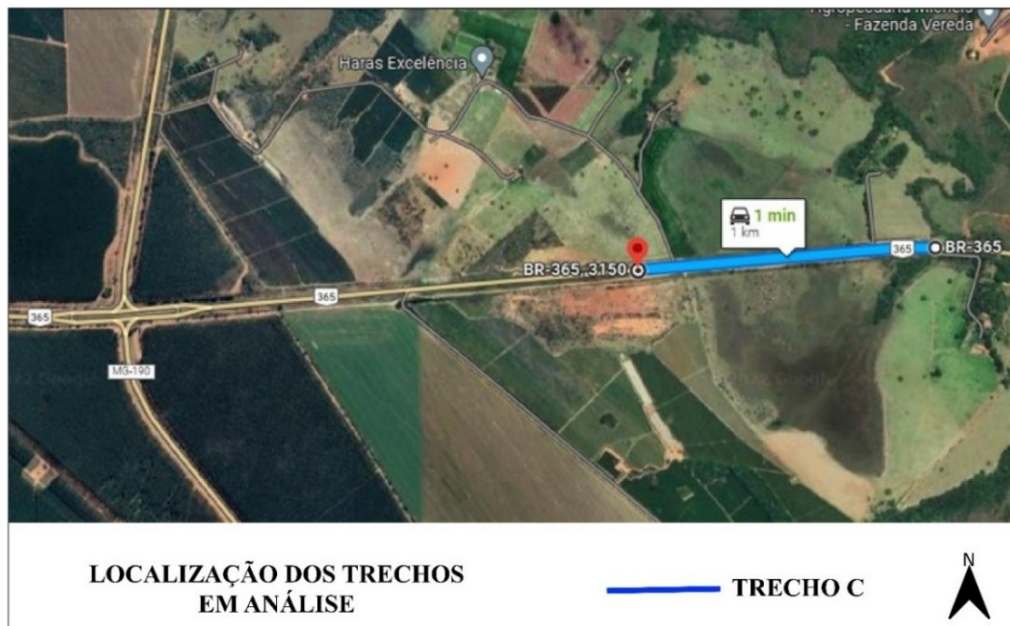 Agropecuária Michels
- Fazenda Vereda
Haras Excelência
1 min
1 km
365
BR-365
BR-365, 3150
365
365
MG-190
N
LOCALIZAÇÃO DOS TRECHOS
EM ANÁLISE
TRECHO C